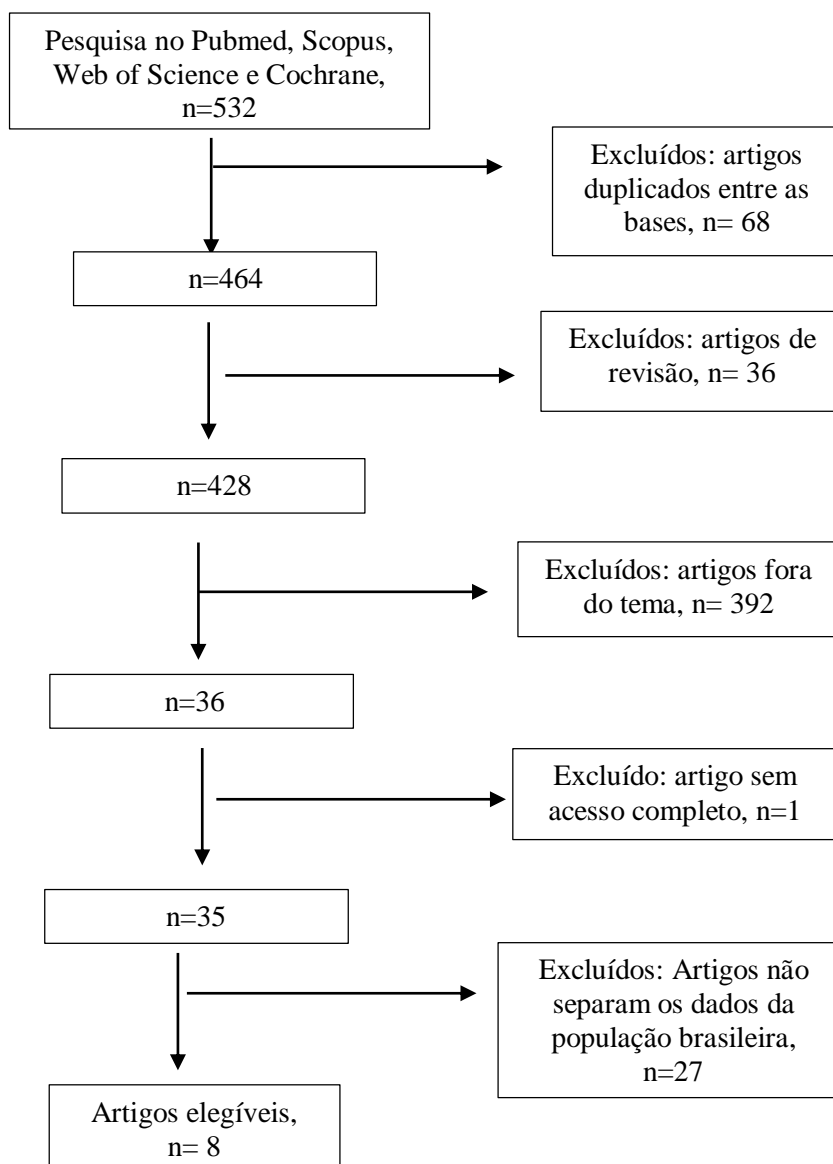 Pesquisa no Pubmed, Scopus,
Web of Science e Cochrane,
n=532
Excluídos: artigos
duplicados entre as
bases, n= 68
n=464
Excluídos: artigos de
revisão, n= 36
n=428
Excluídos: artigos fora
do tema, n= 392
n=36
Excluído: artigo sem
acesso completo, n=1
n=35
Excluídos: Artigos não
separam os dados da
população brasileira,
n=27
Artigos elegíveis,
n= 8